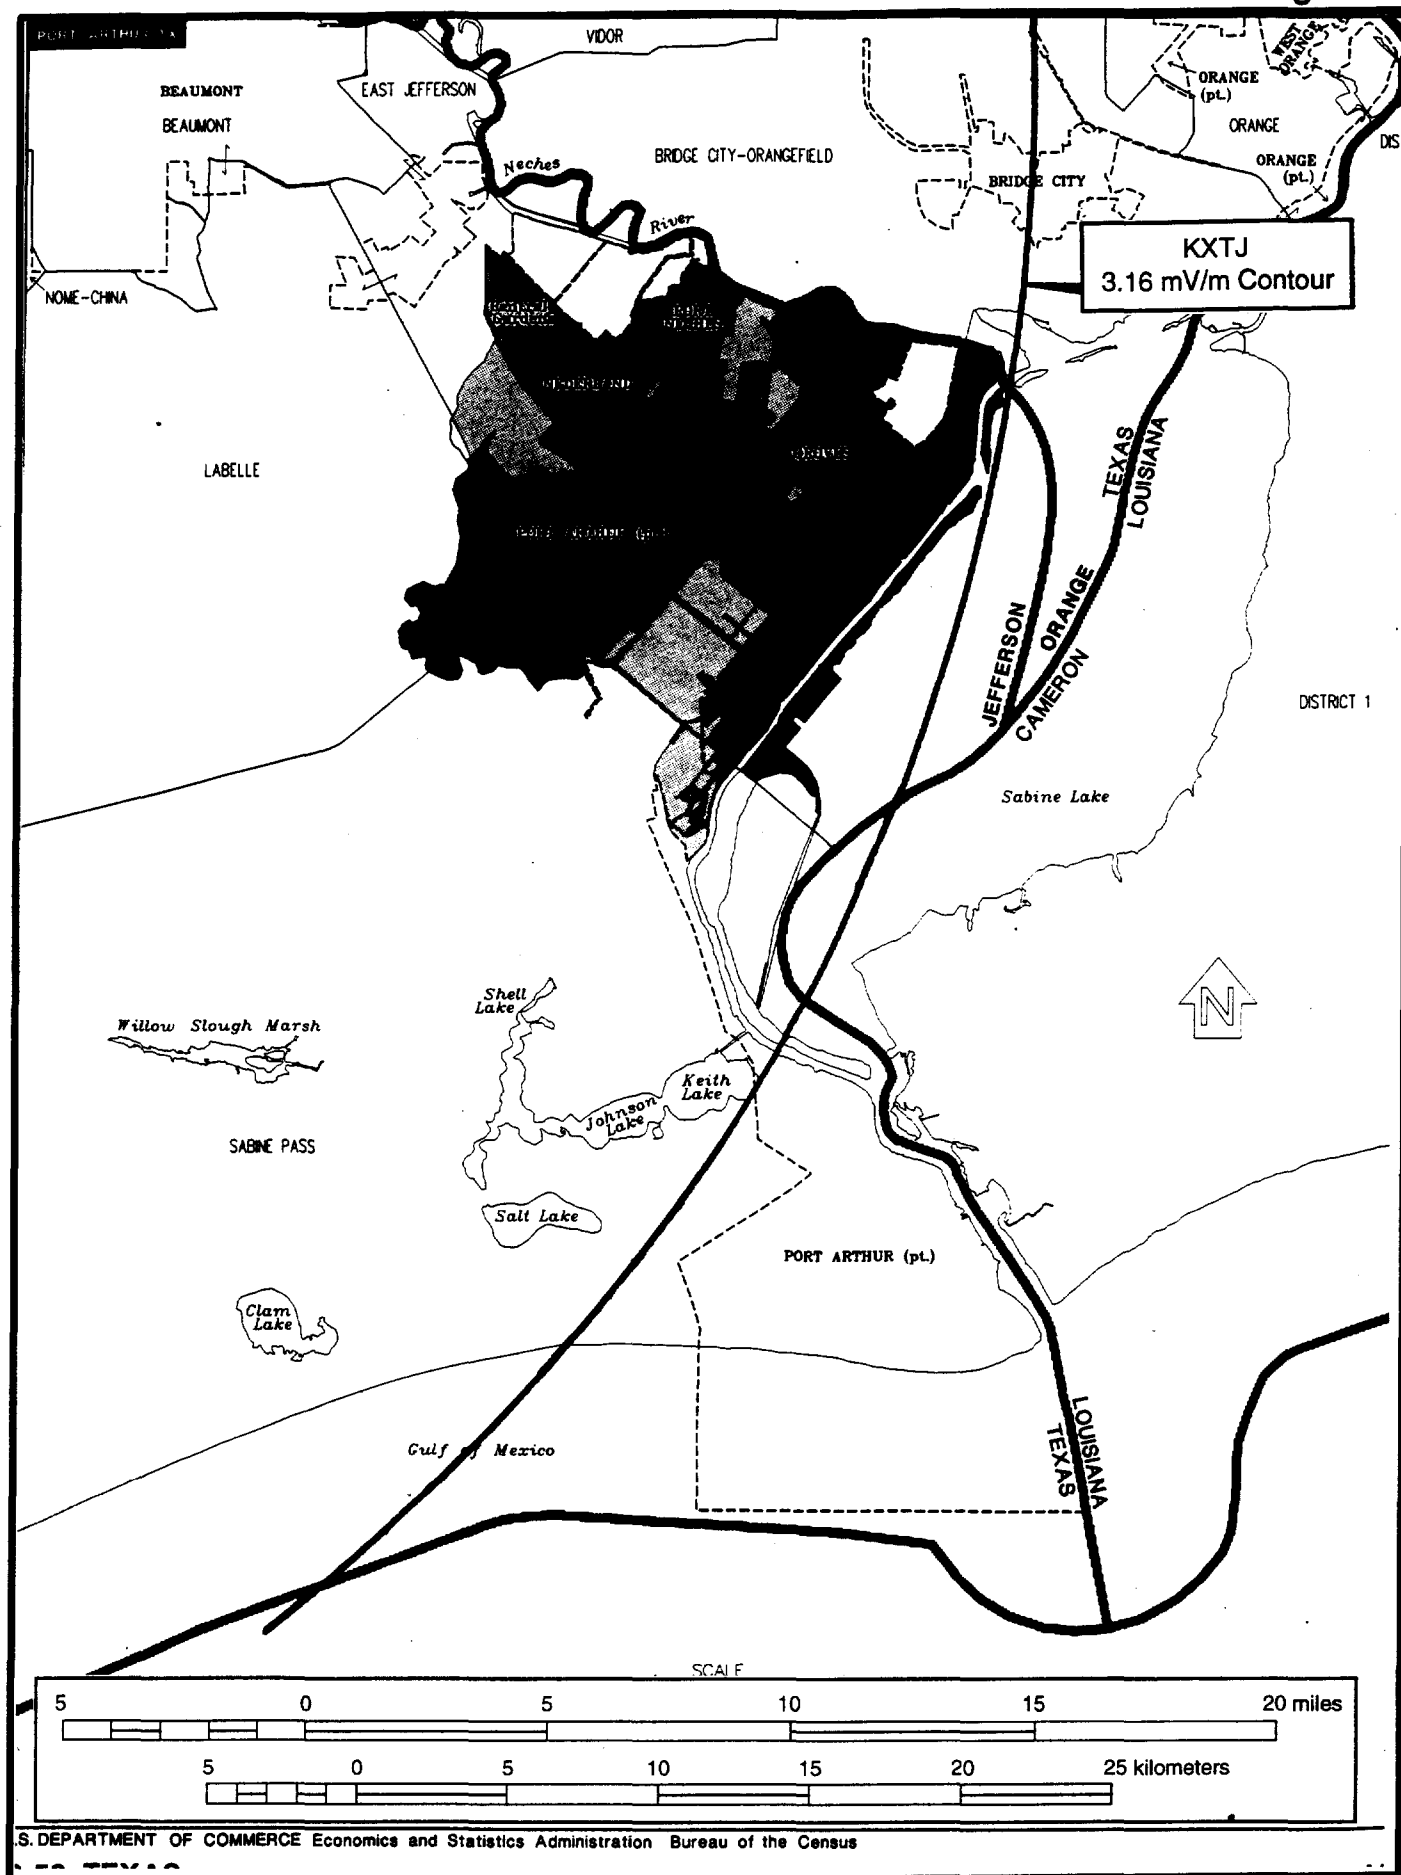 PORT ARTHUR TX
VIDOR
BEAUMONT
BEAUMONT
EAST JEFFERSON
WEST
ORANGE
ORANGE
(pt.)
ORANGE
DIS
ORANGE
(pt.)
Neches
River
BRIDGE CITY-ORANGEFIELD
BRIDGE CITY
KXTJ
3.16 mV/m Contour
NOME-CHINA
LABELLE
TEXAS
LOUISIANA
JEFFERSON
ORANGE
CAMERON
DISTRICT 1
Sabine Lake
N
Shell
Lake
Willow Slough Marsh
Keith
Lake
Johnson
Lake
SABINE PASS
Salt Lake
PORT ARTHUR (pt.)
Clam
Lake
Gulf of Mexico
LOUISIANA
TEXAS
SCALE
5 0 5 10 15 20 miles
5 0 5 10 15 20 25 kilometers
.S. DEPARTMENT OF COMMERCE Economics and Statistics Administration Bureau of the Census